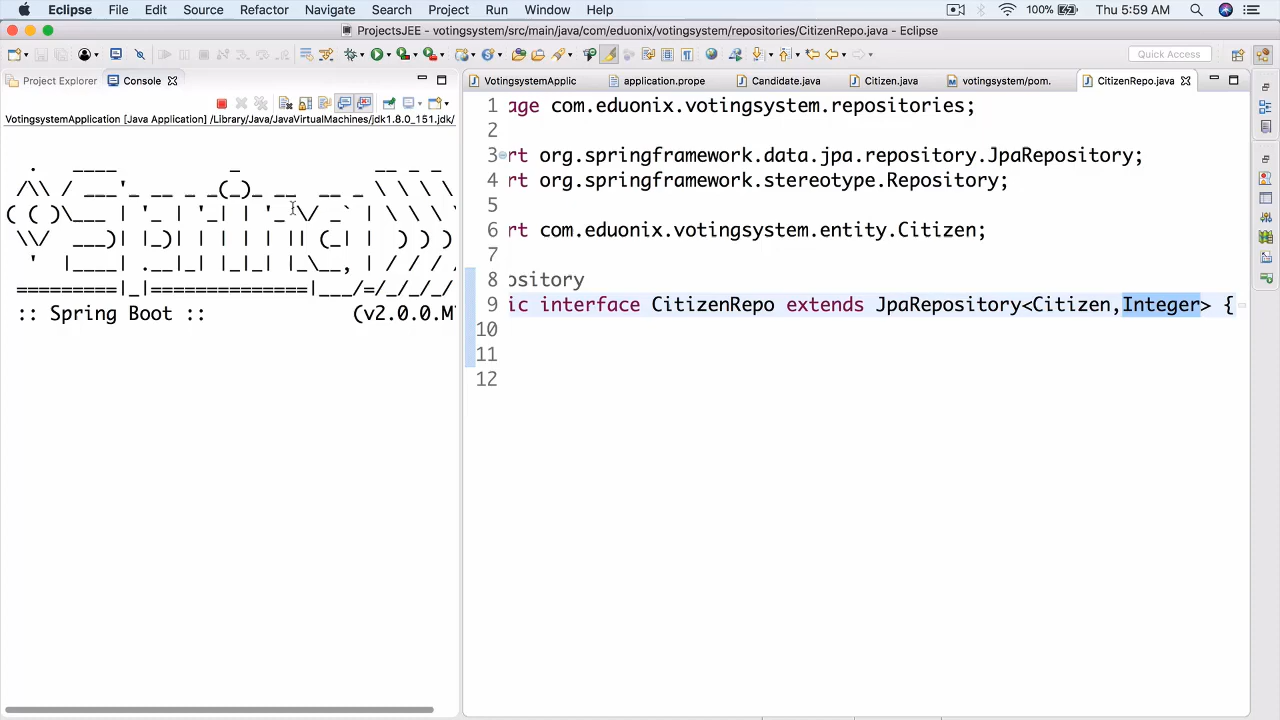 Eclipse File Edit Source Refactor Navigate Search Project Run Window Help 100% Thu 5:59 AM
ProjectsJEE - votingsystem/src/main/java/com/eduonix/votingsystem/repositories/CitizenRepo.java - Eclipse
Quick Access
Project Explorer Console
VotingsystemApplic application.prope Candidate.java Citizen.java votingsystem/pom. CitizenRepo.java
VotingsystemApplication [Java Application] /Library/Java/JavaVirtualMachines/jdk1.8.0_151.jdk/
:: Spring Boot :: (v2.0.0.M
1 age com.eduonix.votingsystem.repositories;
2
3 rt org.springframework.data.jpa.repository.JpaRepository;
4 rt org.springframework.stereotype.Repository;
5
6 rt com.eduonix.votingsystem.entity.Citizen;
7
8 ository
9 ic interface CitizenRepo extends JpaRepository<Citizen,Integer> {
10
11
12